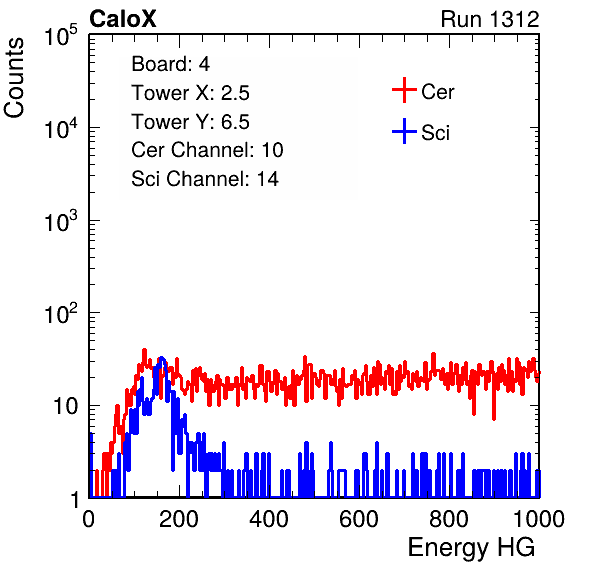 CaloX Run 1312
Counts
Board: 4
Tower X: 2.5
Tower Y: 6.5
Cer Channel: 10
Sci Channel: 14
Cer
Sci
10^5
10^4
10^3
10^2
10
1
0 200 400 600 800 1000
Energy HG